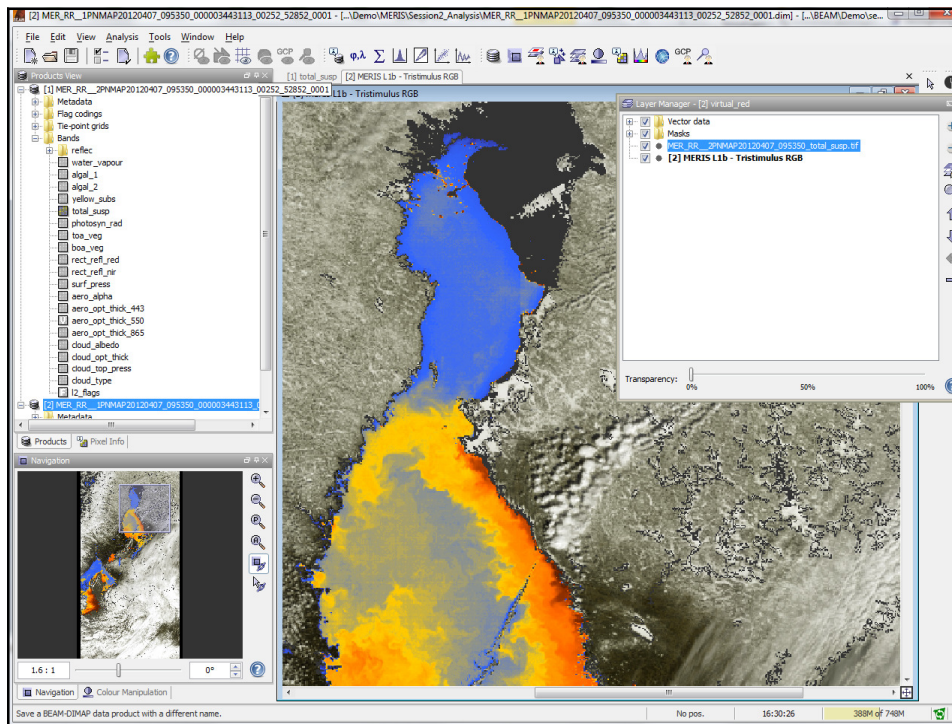 [2] MER_RR__1PNMAP20120407_095350_000003443113_00252_52852_0001 - [...\Demo\MERIS\Session2_Analysis\MER_RR__1PNMAP20120407_095350_000003443113_00252_52852_0001.dim] - [...\BEAM\Demo\se...
File Edit View Analysis Tools Window Help
GCP
φ,λ
Σ
GCP
Products View
[1] total_susp
[2] MERIS L1b - Tristimulus RGB
[1] MER_RR__2PNMAP20120407_095350_000003443113_00252_52852_0001
MERIS L1b - Tristimulus RGB
Metadata
Flag codings
Tie-point grids
Bands
reflec
water_vapour
algal_1
algal_2
yellow_subs
total_susp
photosyn_rad
toa_veg
boa_veg
rect_refl_red
rect_refl_nir
surf_press
aero_alpha
aero_opt_thick_443
aero_opt_thick_550
aero_opt_thick_865
cloud_albedo
cloud_opt_thick
cloud_top_press
cloud_type
l2_flags
[2] MER_RR__1PNMAP20120407_095350_000003443113_0
Metadata
Products
Pixel Info
Layer Manager - [2] virtual_red
Vector data
Masks
MER_RR__2PNMAP20120407_095350_total_susp.tif
[2] MERIS L1b - Tristimulus RGB
Transparency:
0% 50% 100%
Navigation
1.6 : 1
0°
Navigation
Colour Manipulation
Save a BEAM-DIMAP data product with a different name.
No pos.
16:30:26
388M of 748M